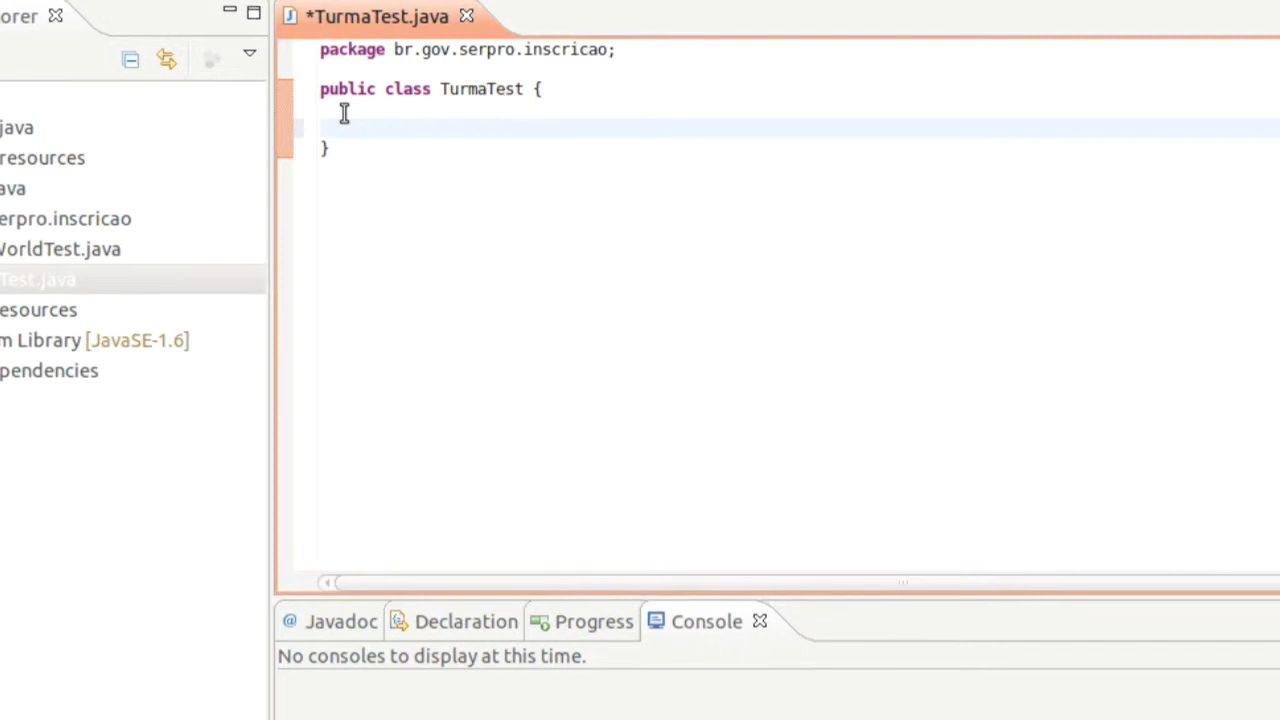 orer
*TurmaTest.java
package br.gov.serpro.inscricao;
public class TurmaTest {
}
java
resources
ava
erpro.inscricao
WorldTest.java
Test.java
esources
m Library [JavaSE-1.6]
pendencies
@ Javadoc
Declaration
Progress
Console
No consoles to display at this time.